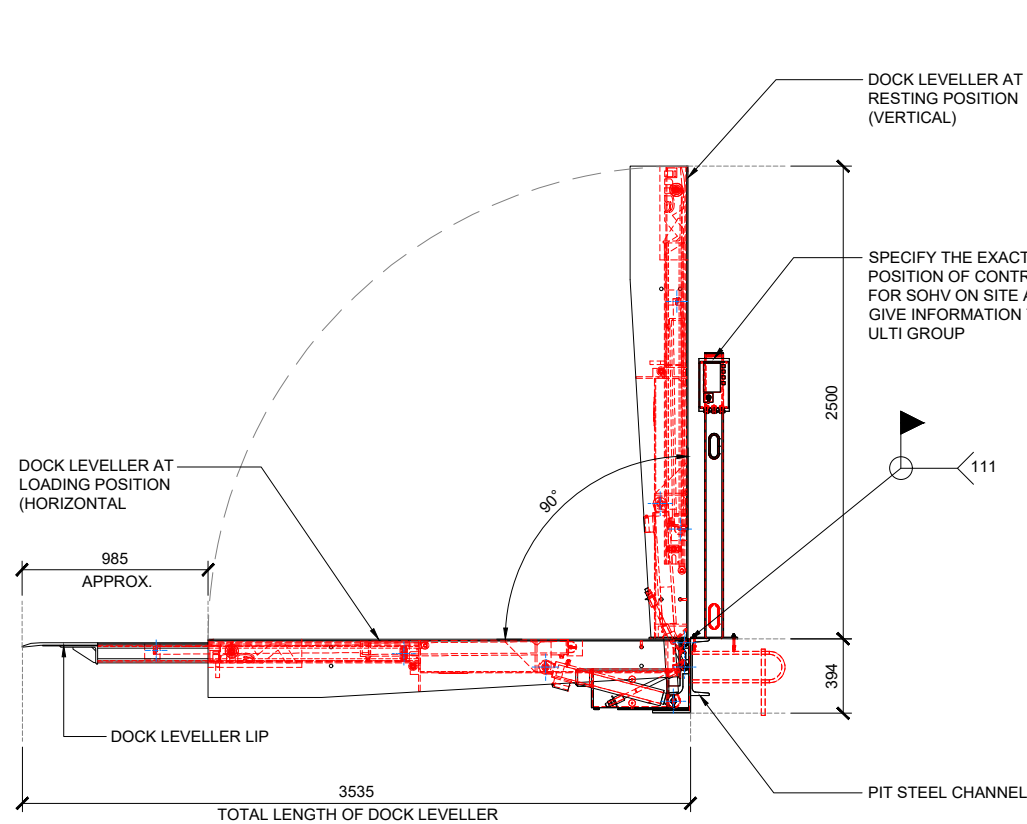 DOCK LEVELLER AT
RESTING POSITION
(VERTICAL)
SPECIFY THE EXACT
POSITION OF CONTR
FOR SOHV ON SITE A
GIVE INFORMATION
ULTI GROUP
2500
111
DOCK LEVELLER AT
LOADING POSITION
(HORIZONTAL
90°
985
APPROX.
394
DOCK LEVELLER LIP
3535
TOTAL LENGTH OF DOCK LEVELLER
PIT STEEL CHANNEL